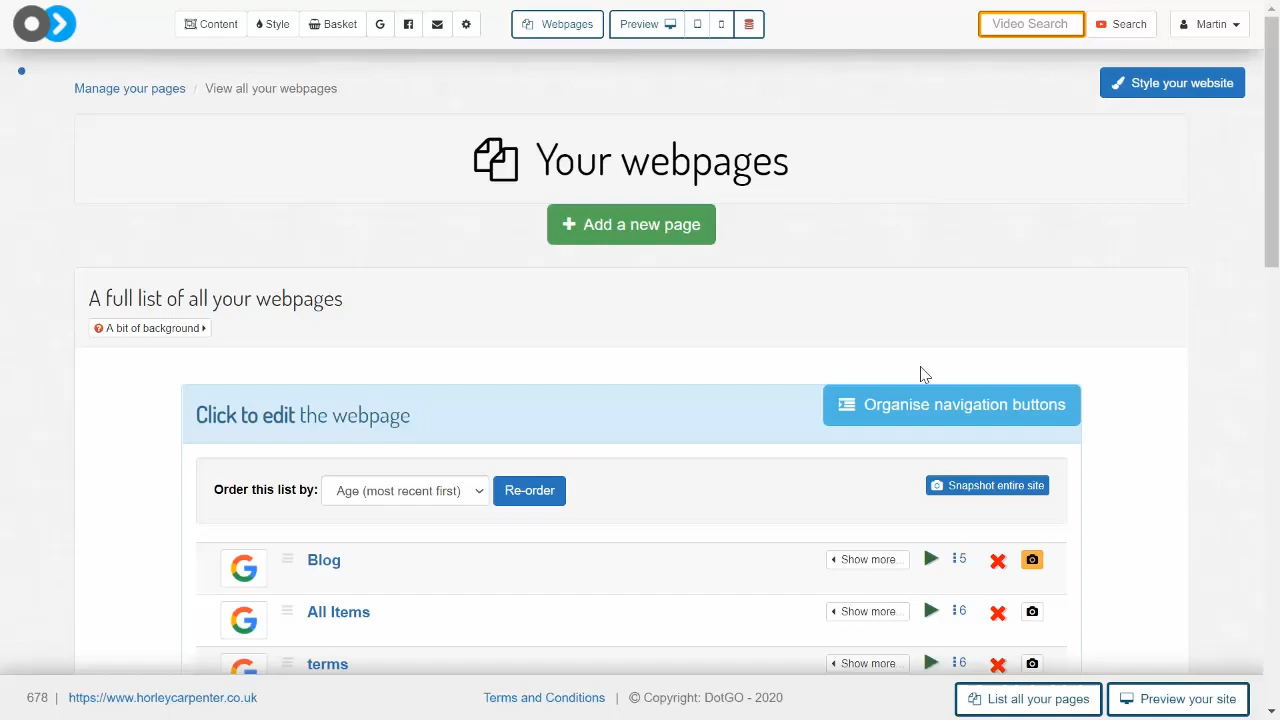 Content Style Basket Webpages Preview Video Search Search Martin
Manage your pages / View all your webpages
Style your website
Your webpages
+ Add a new page
A full list of all your webpages
A bit of background
Click to edit the webpage
Organise navigation buttons
Order this list by: Age (most recent first) Re-order
Snapshot entire site
Blog Show more... 5
All Items Show more... 6
terms Show more... 6
678 | https://www.horleycarpenter.co.uk Terms and Conditions | © Copyright: DotGO - 2020 List all your pages Preview your site